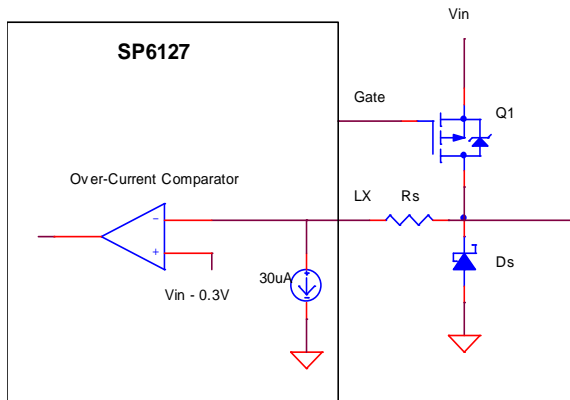 Vin
SP6127
Gate
Q1
Over-Current Comparator
LX
Rs
−
+
Vin - 0.3V
30uA
Ds